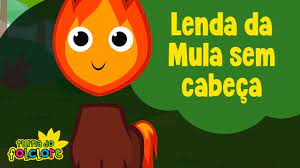 Lenda da
Mula sem
cabeça
turma do
folclore